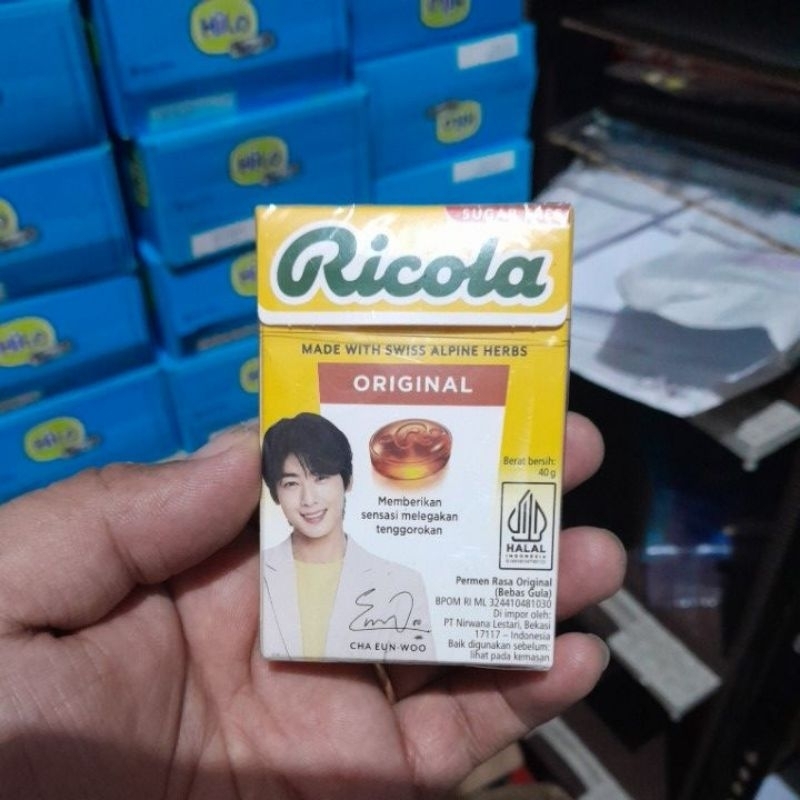 SUGAR FREE
Ricola
MADE WITH SWISS ALPINE HERBS
ORIGINAL
Memberikan
sensasi melegakan
tenggorokan
Berat bersih:
40 g
HALAL
INDONESIA
Permen Rasa Original
(Bebas Gula)
BPOM RI ML 324410481030
Di impor oleh:
PT Nirwana Lestari, Bekasi
17117 – Indonesia
Baik digunakan sebelum:
lihat pada kemasan
CHA EUN-WOO